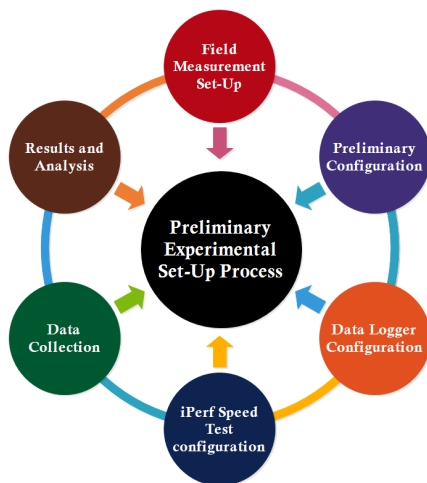 Field
Measurement
Set-Up
Preliminary
Configuration
Data Logger
Configuration
iPerf Speed
Test
configuration
Data
Collection
Results and
Analysis
Preliminary
Experimental
Set-Up Process